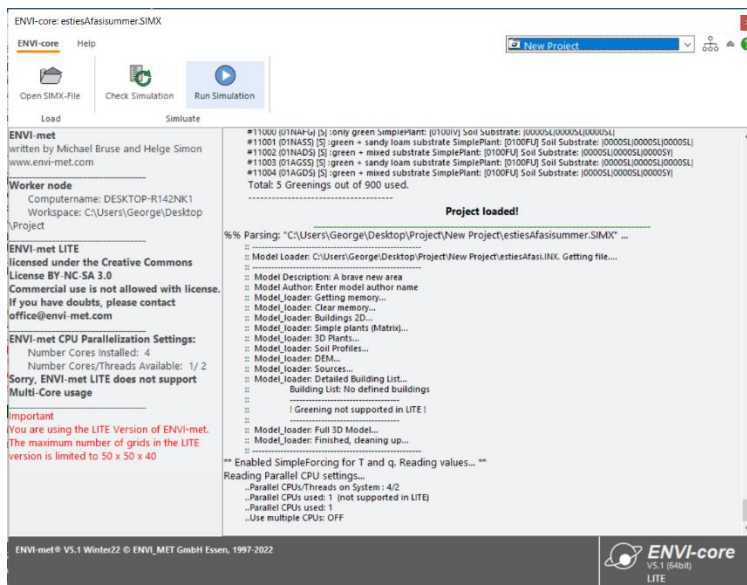 ENVI-core: estiesAfasisummer.SIMX
ENVI-core Help
New Project
Open SIMX-File Check Simulation Run Simulation
Load Simluate
ENVI-met
written by Michael Bruse and Helge Simon
www.envi-met.com
Worker node
Computername: DESKTOP-R142NK1
Workspace: C:\Users\George\Desktop
\Project
ENVI-met LITE
licensed under the Creative Commons
License BY-NC-SA 3.0
Commercial use is not allowed with license.
If you have doubts, please contact
office@envi-met.com
ENVI-met CPU Parallelization Settings:
Number Cores Installed: 4
Number Cores/Threads Available: 1/ 2
Sorry, ENVI-met LITE does not support
Multi-Core usage
Important
You are using the LITE Version of ENVI-met.
The maximum number of grids in the LITE
version is limited to 50 x 50 x 40
#11000 (01NAFG) [S] :only green SimplePlant: [0100IV] Soil Substrate: |0000SL|0000SL|0000SL|
#11001 (01NASS) [S] :green + sandy loam substrate SimplePlant: [0100FU] Soil Substrate: |0000SL|0000SL|0000SL|
#11002 (01NADS) [S] :green + mixed substrate SimplePlant: [0100FU] Soil Substrate: |0000SL|0000SL|0000SY|
#11003 (01AGSS) [S] :green + sandy loam substrate SimplePlant: [0100FU] Soil Substrate: |0000SL|0000SL|0000SL|
#11004 (01AGDS) [S] :green + mixed substrate SimplePlant: [0100FU] Soil Substrate: |0000SL|0000SL|0000SY|
Total: 5 Greenings out of 900 used.
------------------------------------
Project loaded!
%% Parsing: "C:\Users\George\Desktop\Project\New Project\estiesAfasisummer.SIMX" ...
:: ------------------------------------------------
:: Model Loader: C:\Users\George\Desktop\Project\New Project\estiesAfasi.INX. Getting file....
:: ------------------------------------------------
:: Model Description: A brave new area
:: Model Author: Enter model author name
:: Model_loader: Getting memory...
:: Model_loader: Clear memory...
:: Model_loader: Buildings 2D...
:: Model_loader: Simple plants (Matrix)...
:: Model_loader: 3D Plants...
:: Model_loader: Soil Profiles...
:: Model_loader: DEM...
:: Model_loader: Sources...
:: Model_loader: Detailed Building List...
:: Building List: No defined buildings
:: --------------------------------
:: ! Greening not supported in LITE !
:: --------------------------------
:: Model_loader: Full 3D Model...
:: Model_loader: Finished, cleaning up...
:: ------------------------------------------------
** Enabled SimpleForcing for T and q. Reading values... **
Reading Parallel CPU settings...
..Parallel CPUs/Threads on System : 4/2
..Parallel CPUs used: 1 (not supported in LITE)
..Parallel CPUs used: 1
..Use multiple CPUs: OFF
ENVI-met® V5.1 Winter22 © ENVI_MET GmbH Essen, 1997-2022
ENVI-core
V5.1 (64bit)
LITE